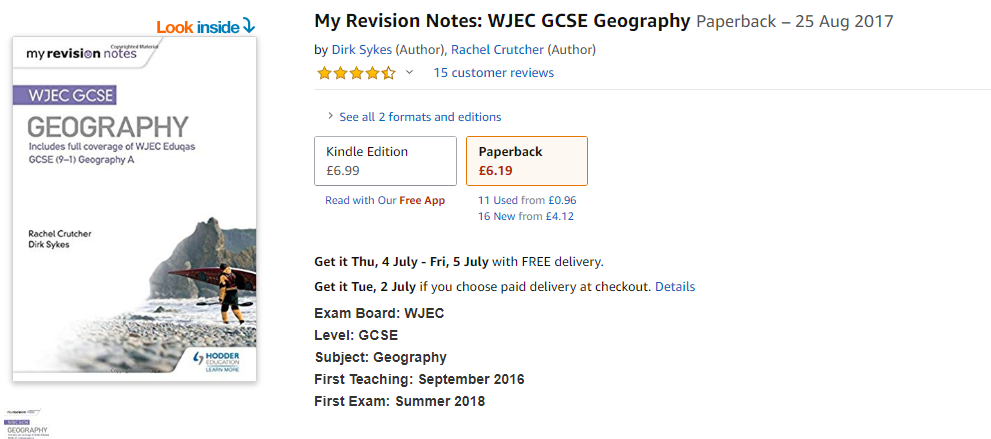 Look inside
Copyrighted Material
my revision notes
WJEC GCSE
GEOGRAPHY
Includes full coverage of WJEC Eduqas
GCSE (9–1) Geography A
Rachel Crutcher
Dirk Sykes
HODDER
EDUCATION
LEARN MORE
My Revision Notes: WJEC GCSE Geography Paperback – 25 Aug 2017
by Dirk Sykes (Author), Rachel Crutcher (Author)
15 customer reviews
See all 2 formats and editions
Kindle Edition
£6.99
Read with Our Free App
Paperback
£6.19
11 Used from £0.96
16 New from £4.12
Get it Thu, 4 July - Fri, 5 July with FREE delivery.
Get it Tue, 2 July if you choose paid delivery at checkout. Details
Exam Board: WJEC
Level: GCSE
Subject: Geography
First Teaching: September 2016
First Exam: Summer 2018
GEOGRAPHY